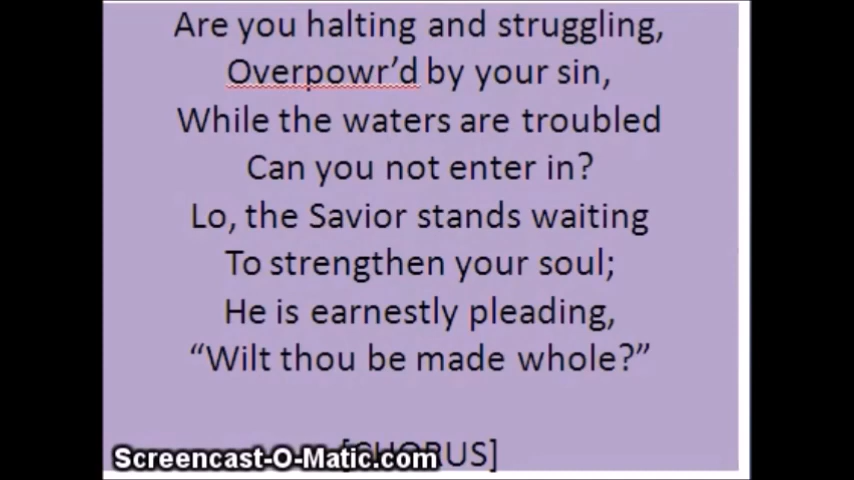 Are you halting and struggling,
Overpowr’d by your sin,
While the waters are troubled
Can you not enter in?
Lo, the Savior stands waiting
To strengthen your soul;
He is earnestly pleading,
“Wilt thou be made whole?”
[CHORUS]
Screencast-O-Matic.com